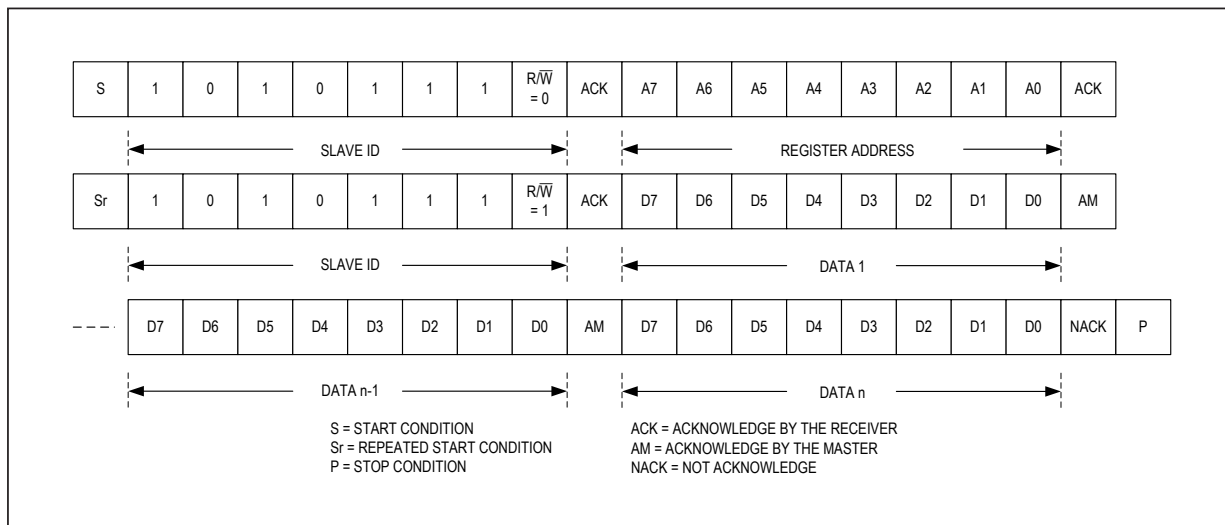 S 1 0 1 0 1 1 1 R/W̅ = 0 ACK A7 A6 A5 A4 A3 A2 A1 A0 ACK
SLAVE ID REGISTER ADDRESS
Sr 1 0 1 0 1 1 1 R/W̅ = 1 ACK D7 D6 D5 D4 D3 D2 D1 D0 AM
SLAVE ID DATA 1
D7 D6 D5 D4 D3 D2 D1 D0 AM D7 D6 D5 D4 D3 D2 D1 D0 NACK P
DATA n-1 DATA n
S = START CONDITION
Sr = REPEATED START CONDITION
P = STOP CONDITION
ACK = ACKNOWLEDGE BY THE RECEIVER
AM = ACKNOWLEDGE BY THE MASTER
NACK = NOT ACKNOWLEDGE